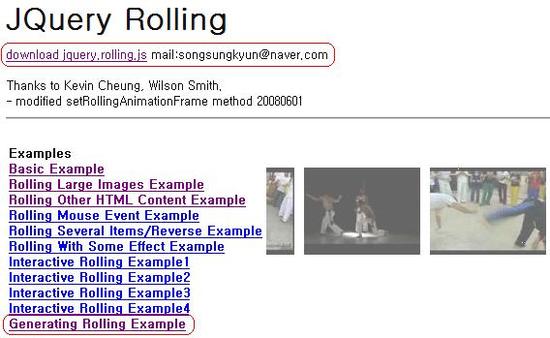 JQuery Rolling
download jquery.rolling.js mail:songsungkyun@naver.com
Thanks to Kevin Cheung, Wilson Smith,
- modified setRollingAnimationFrame method 20080601
Examples
Basic Example
Rolling Large Images Example
Rolling Other HTML Content Example
Rolling Mouse Event Example
Rolling Several Items/Reverse Example
Rolling With Some Effect Example
Interactive Rolling Example1
Interactive Rolling Example2
Interactive Rolling Example3
Interactive Rolling Example4
Generating Rolling Example